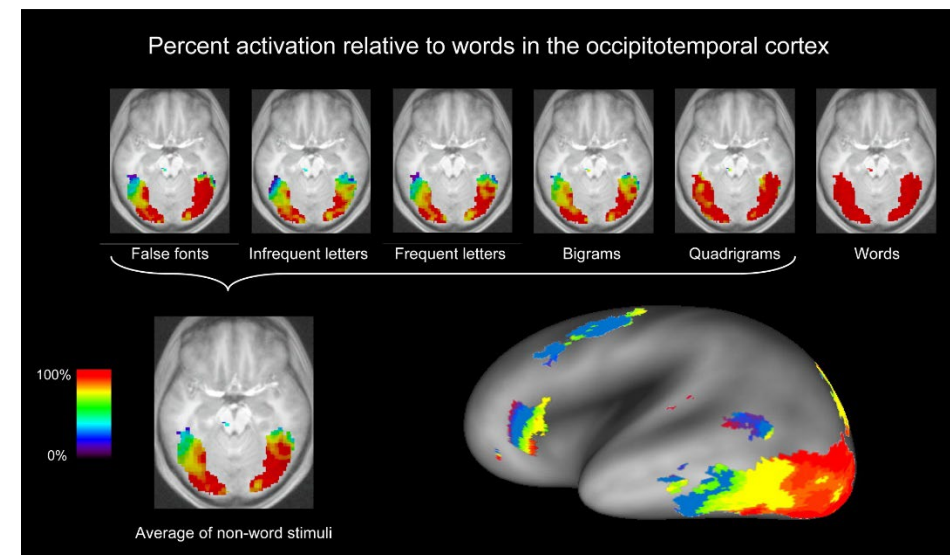 Percent activation relative to words in the occipitotemporal cortex
False fonts Infrequent letters Frequent letters Bigrams Quadrigrams Words
100%
0%
Average of non-word stimuli